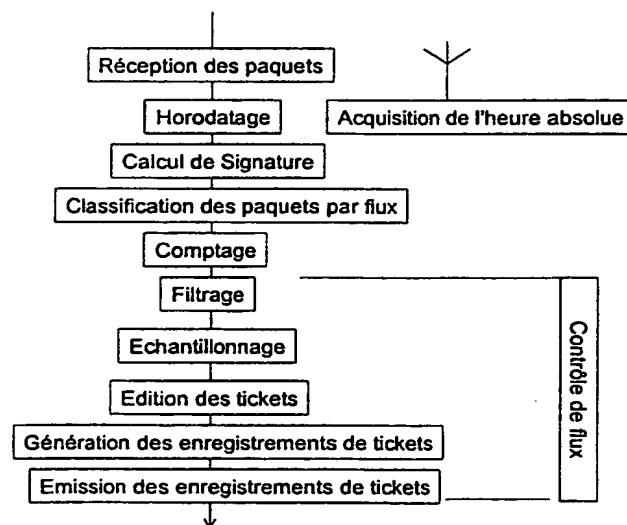 Réception des paquets
Horodatage
Acquisition de l'heure absolue
Calcul de Signature
Classification des paquets par flux
Comptage
Filtrage
Echantillonnage
Edition des tickets
Génération des enregistrements de tickets
Emission des enregistrements de tickets
Contrôle de flux